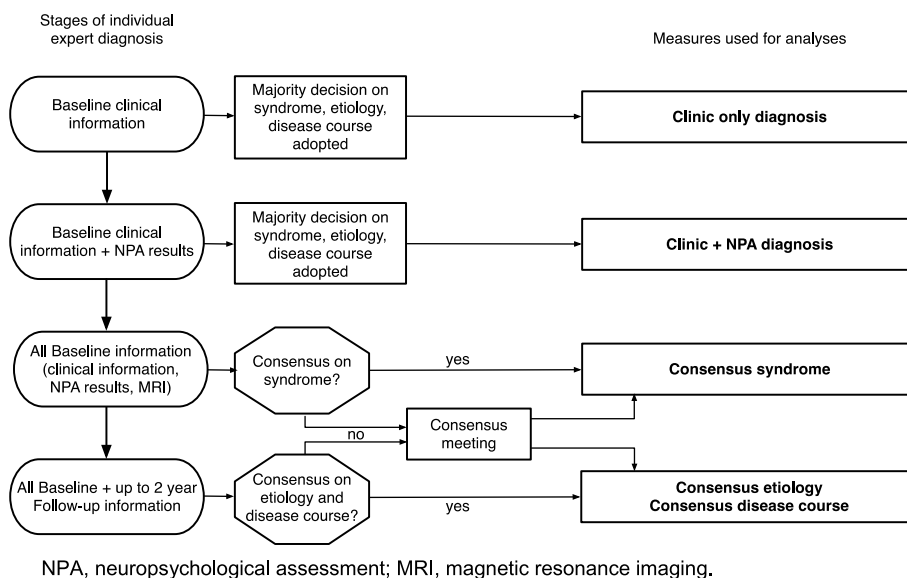 Stages of individual
expert diagnosis
Measures used for analyses
Baseline clinical
information
Majority decision on
syndrome, etiology,
disease course
adopted
Clinic only diagnosis
Baseline clinical
information + NPA results
Majority decision on
syndrome, etiology,
disease course
adopted
Clinic + NPA diagnosis
All Baseline information
(clinical information,
NPA results, MRI)
Consensus on
syndrome?
yes
Consensus syndrome
no
Consensus
meeting
All Baseline + up to 2 year
Follow-up information
Consensus on
etiology and
disease course?
yes
Consensus etiology
Consensus disease course
NPA, neuropsychological assessment; MRI, magnetic resonance imaging.